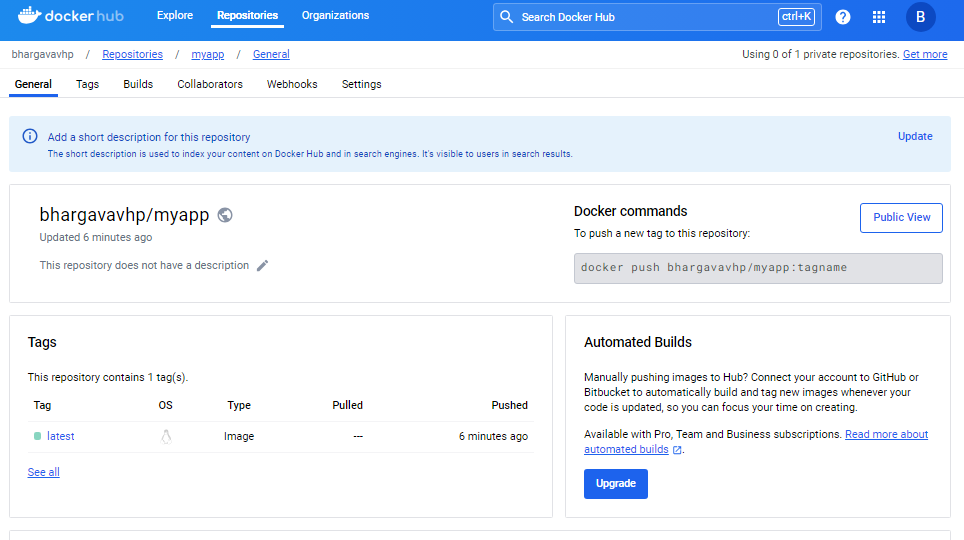 docker hub Explore Repositories Organizations Search Docker Hub ctrl+K ? B
bhargavavhp / Repositories / myapp / General Using 0 of 1 private repositories. Get more
General Tags Builds Collaborators Webhooks Settings
Add a short description for this repository Update
The short description is used to index your content on Docker Hub and in search engines. It's visible to users in search results.
bhargavavhp/myapp
Updated 6 minutes ago
This repository does not have a description
Docker commands
Public View
To push a new tag to this repository:
docker push bhargavavhp/myapp:tagname
Tags
This repository contains 1 tag(s).
Tag OS Type Pulled Pushed
latest Image --- 6 minutes ago
See all
Automated Builds
Manually pushing images to Hub? Connect your account to GitHub or
Bitbucket to automatically build and tag new images whenever your
code is updated, so you can focus your time on creating.
Available with Pro, Team and Business subscriptions. Read more about
automated builds .
Upgrade